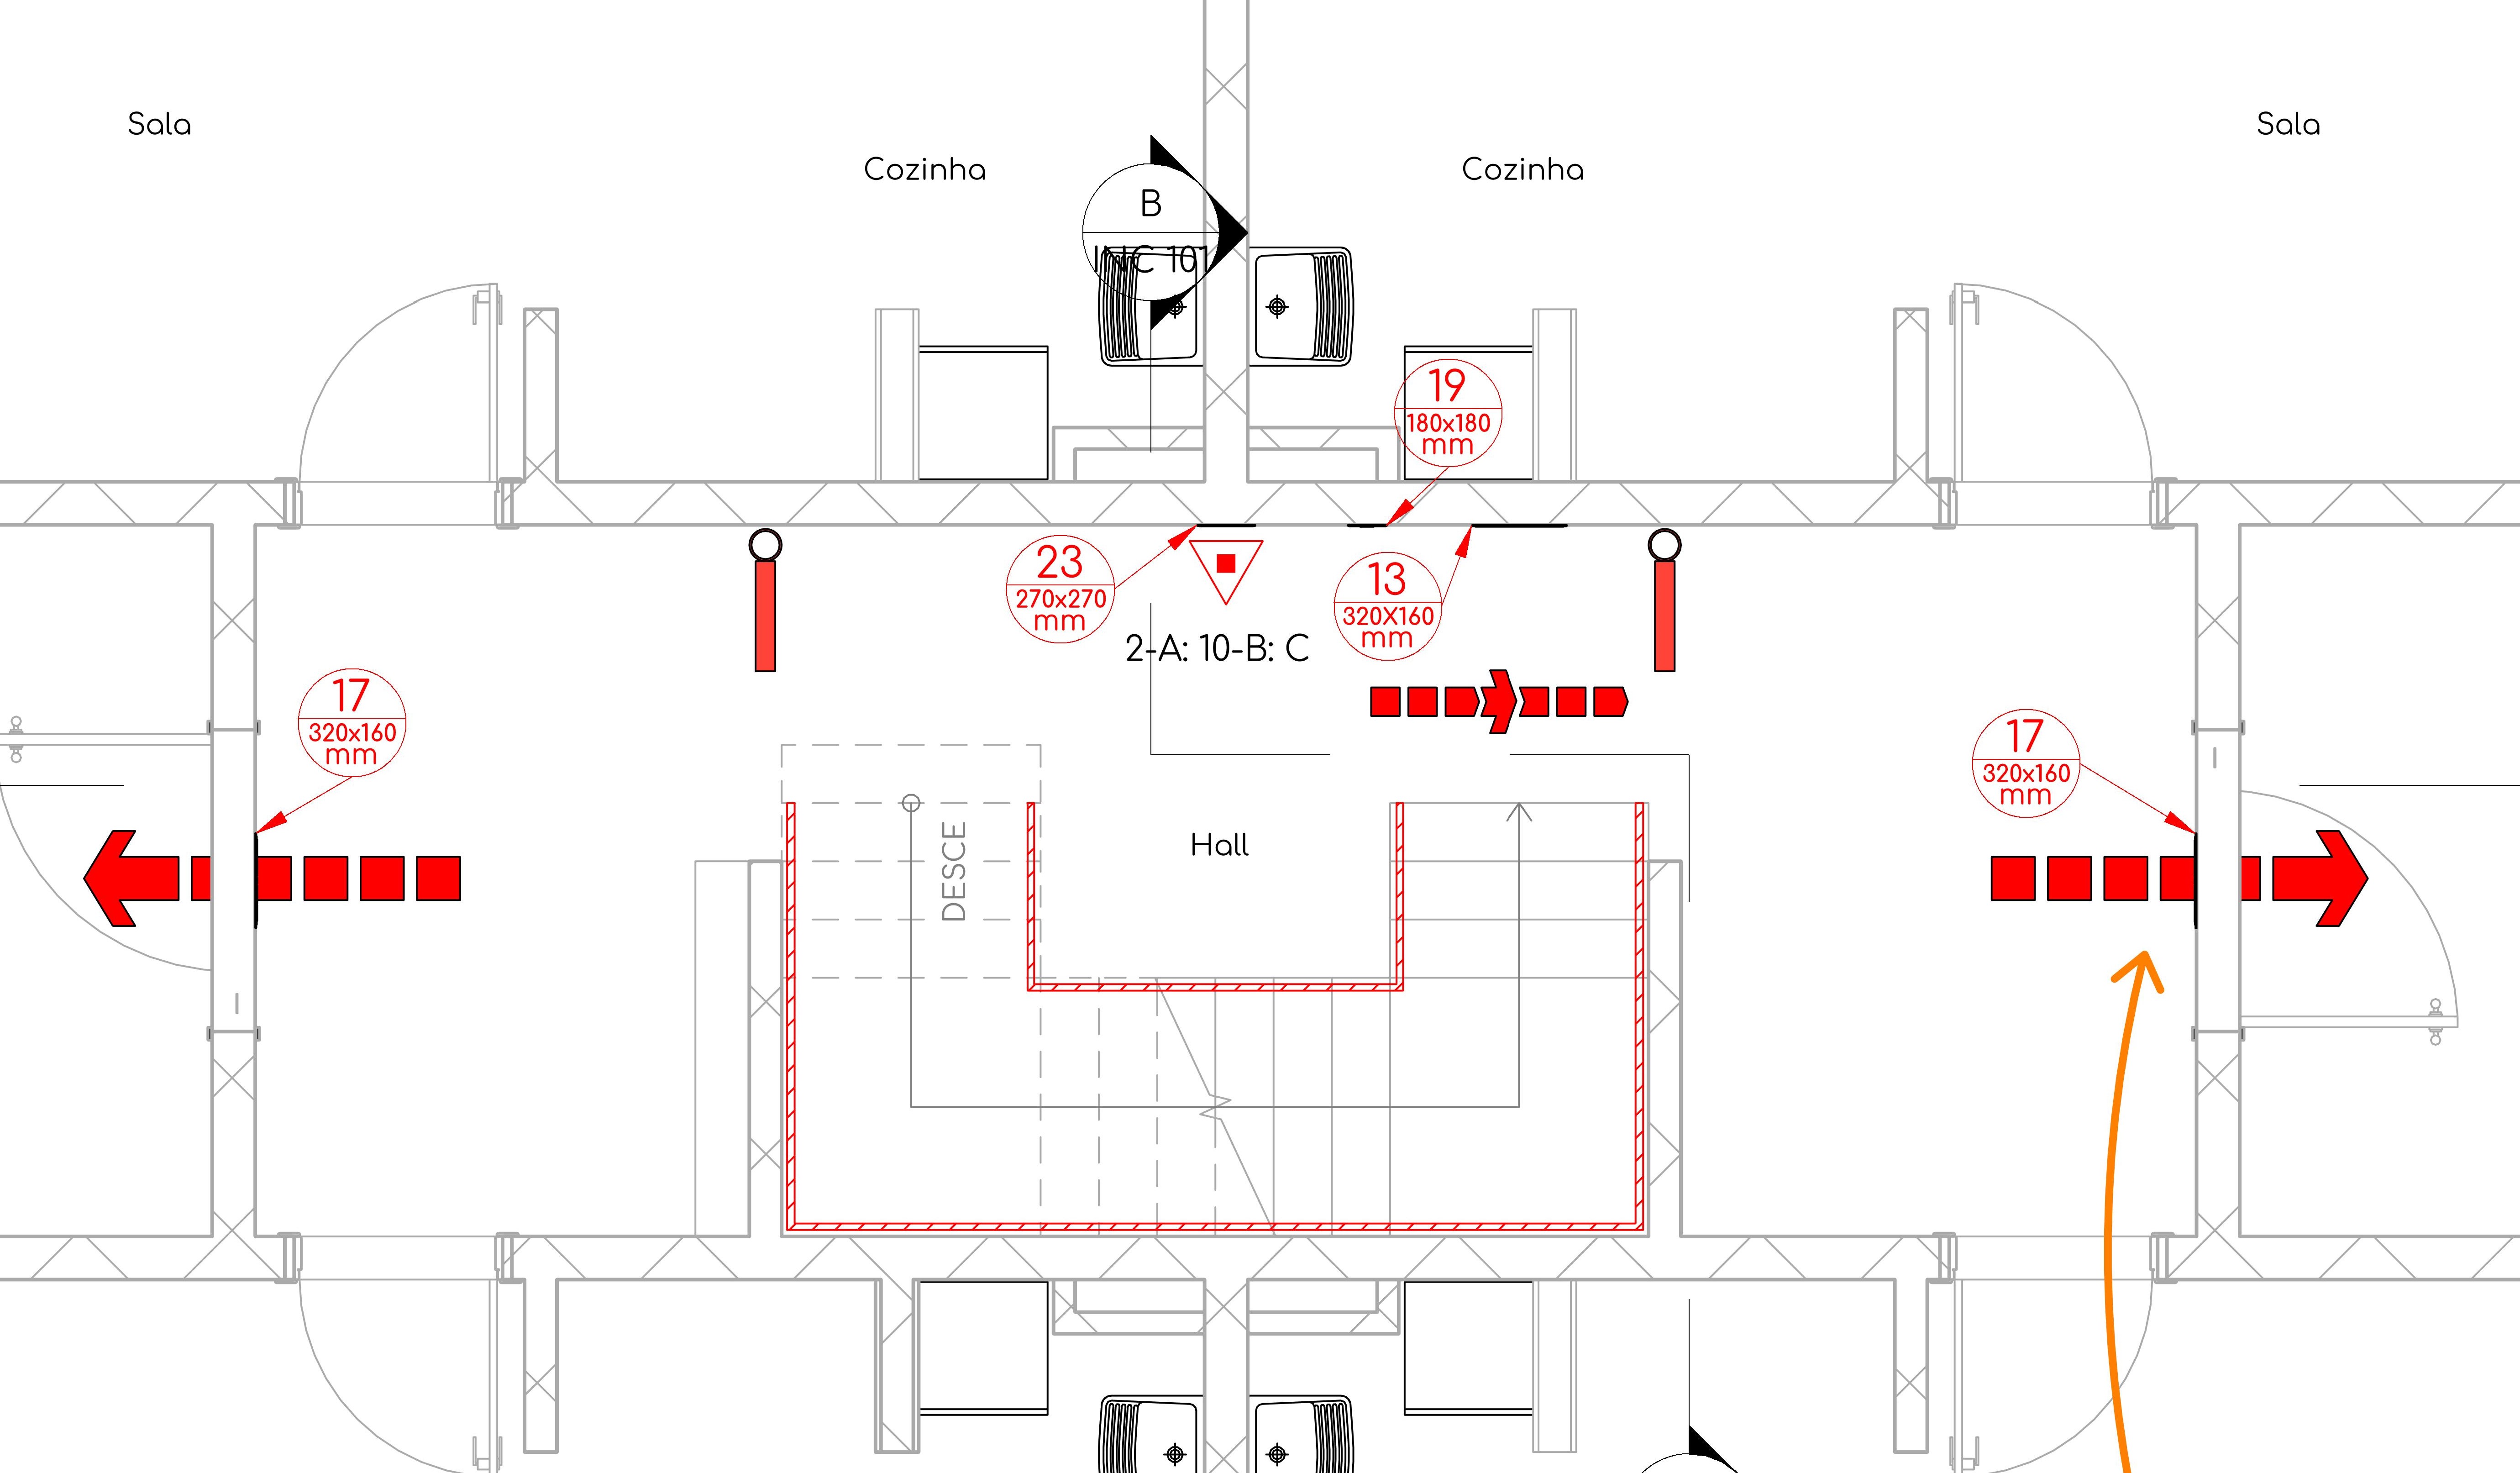 Sala
Sala
Cozinha
Cozinha
B
INC 101
19
180x180
mm
23
270x270
mm
13
320X160
mm
2-A: 10-B: C
17
320x160
mm
17
320x160
mm
DESCE
Hall